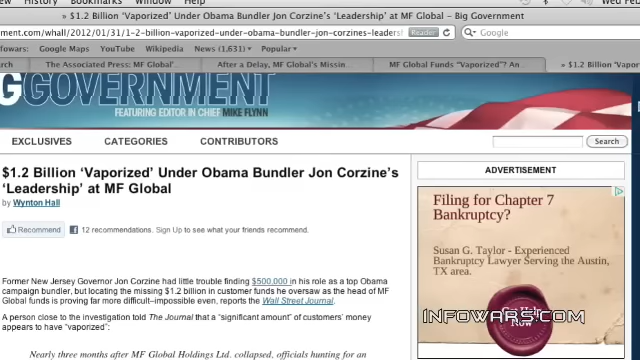 History Bookmarks Window Help
» $1.2 Billion 'Vaporized' Under Obama Bundler Jon Corzine's 'Leadership' at MF Global - Big Government
nment.com/whall/2012/01/31/1-2-billion-vaporized-under-obama-bundler-jon-corzines-leaders
Reader
Google
nfowars: Google Maps YouTube Wikipedia News (1,631) Popular
rch
The Associated Press: MF Global'...
After a Delay, MF Global's Missin...
MF Global Funds "Vaporized"? An...
» $1.2 Billion 'Vapor
GOVERNMENT
FEATURING EDITOR IN CHIEF MIKE FLYNN
EXCLUSIVES CATEGORIES CONTRIBUTORS
Search
$1.2 Billion 'Vaporized' Under Obama Bundler Jon Corzine's
'Leadership' at MF Global
by Wynton Hall
Recommend
12 recommendations. Sign Up to see what your friends recommend.
Former New Jersey Governor Jon Corzine had little trouble finding $500,000 in his role as a top Obama
campaign bundler, but locating the missing $1.2 billion in customer funds he oversaw as the head of MF
Global funds is proving far more difficult–impossible even, reports the Wall Street Journal.
A person close to the investigation told The Journal that a "significant amount" of customers' money
appears to have "vaporized":
Nearly three months after MF Global Holdings Ltd. collapsed, officials hunting for an
ADVERTISEMENT
Filing for Chapter 7
Bankruptcy?
Susan G. Taylor - Experienced
Bankruptcy Lawyer Serving the Austin,
TX area.
Get Help
Now
INFOWARS.COM